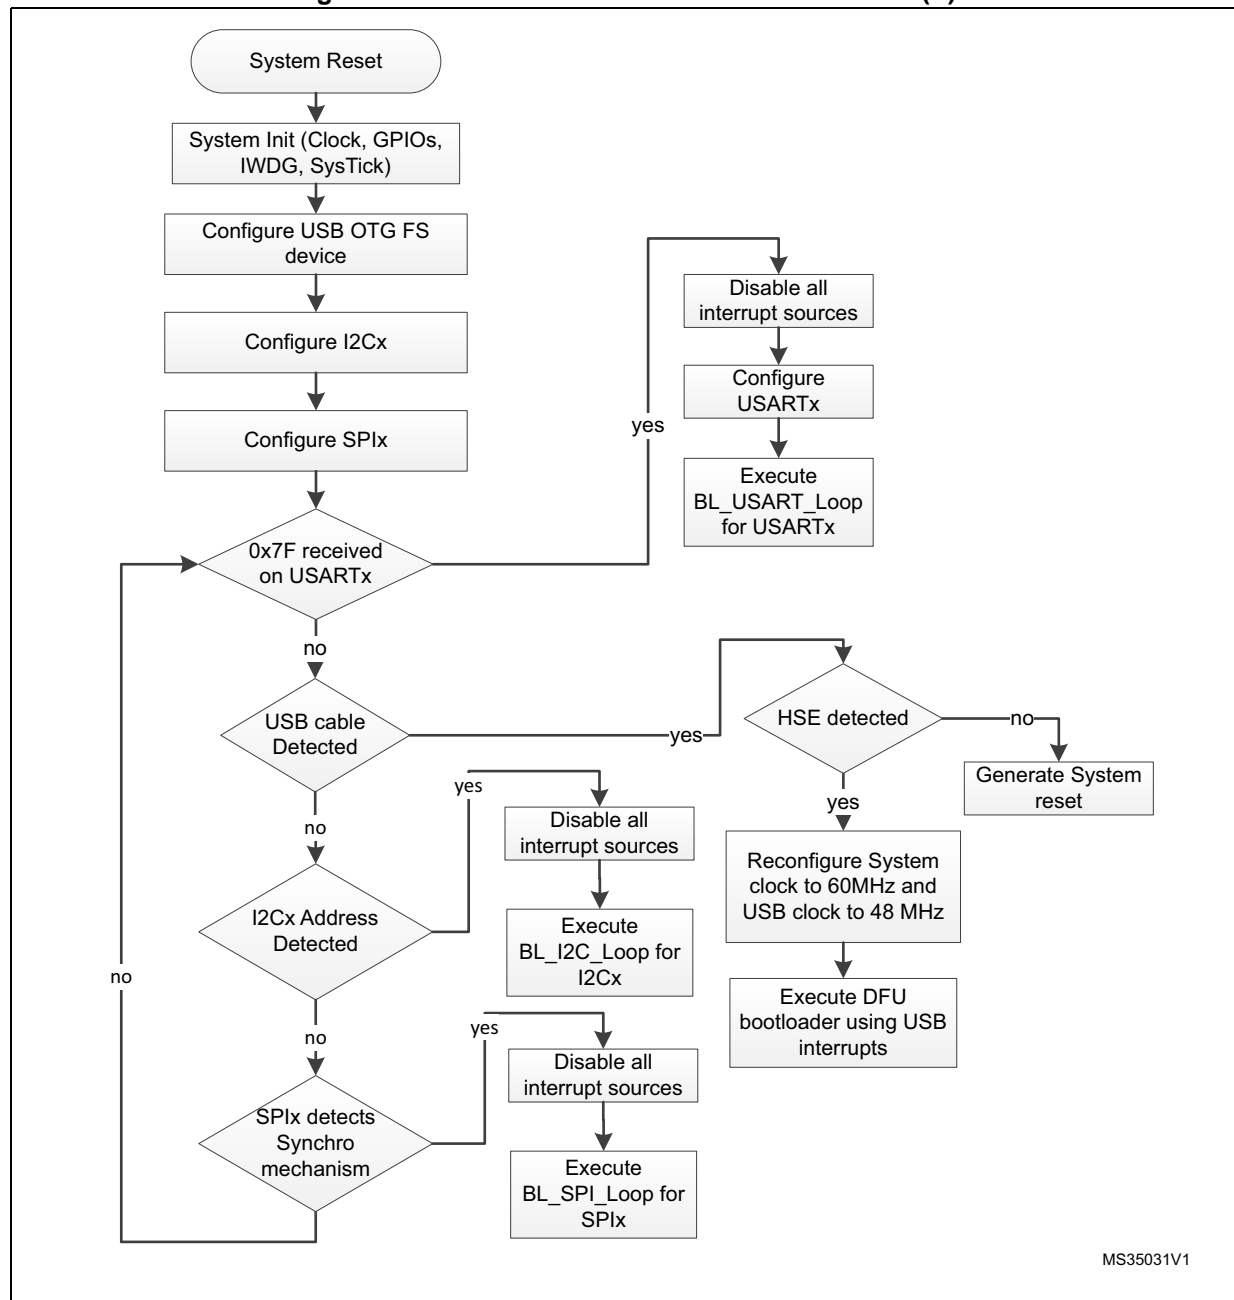 System Reset
System Init (Clock, GPIOs,
IWDG, SysTick)
Configure USB OTG FS
device
Configure I2Cx
Configure SPIx
0x7F received
on USARTx
yes
Disable all
interrupt sources
Configure
USARTx
Execute
BL_USART_Loop
for USARTx
no
USB cable
Detected
yes
HSE detected
no
Generate System
reset
yes
Reconfigure System
clock to 60MHz and
USB clock to 48 MHz
Execute DFU
bootloader using USB
interrupts
no
I2Cx Address
Detected
yes
Disable all
interrupt sources
Execute
BL_I2C_Loop for
I2Cx
no
SPIx detects
Synchro
mechanism
yes
Disable all
interrupt sources
Execute
BL_SPI_Loop for
SPIx
no
MS35031V1